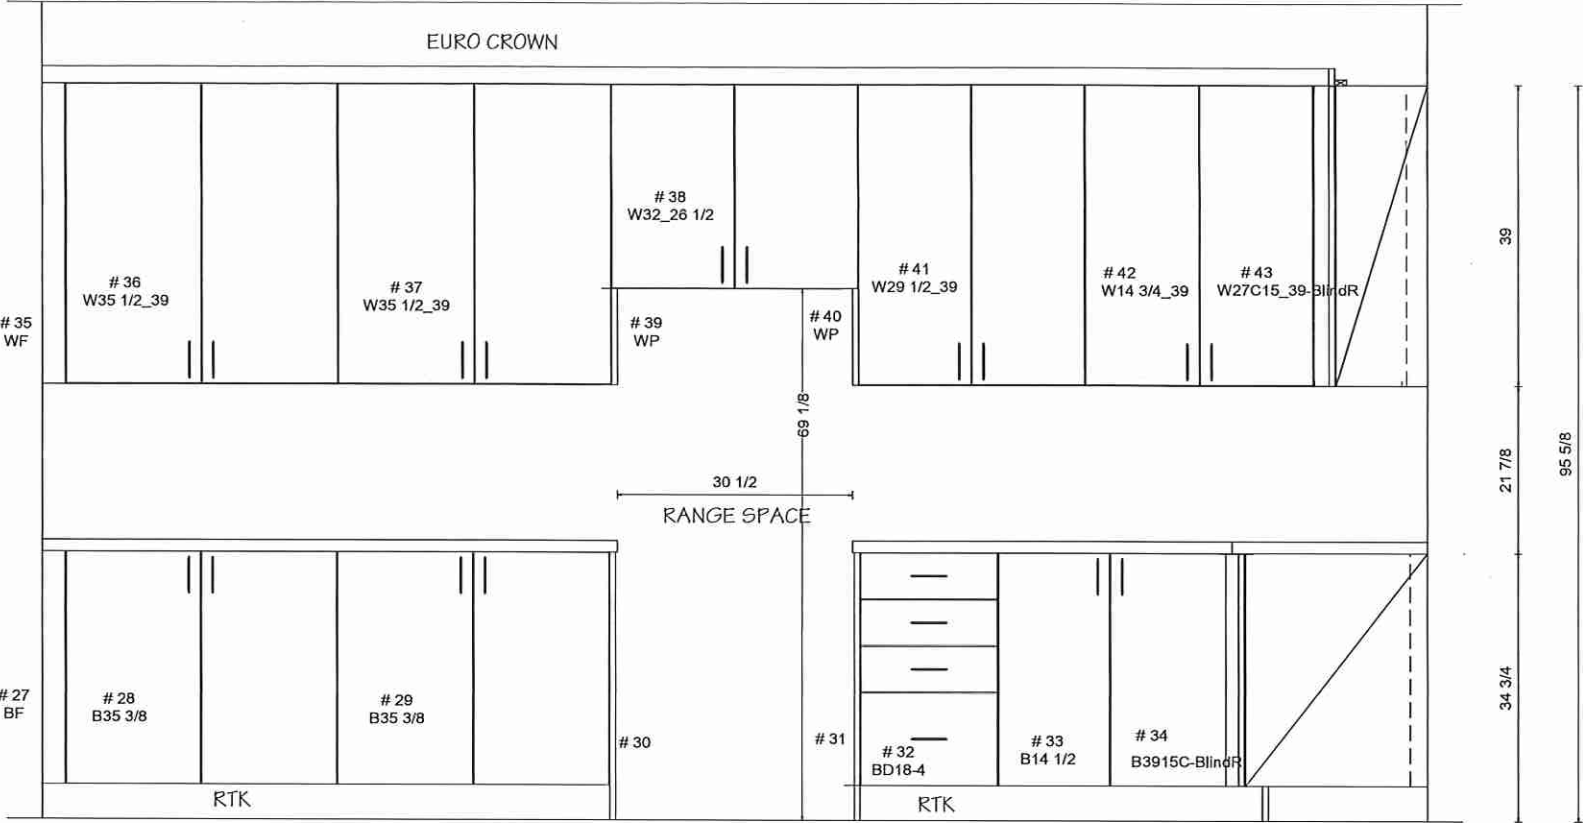 EURO CROWN
# 38
W32_26 1/2
# 36
W35 1/2_39
# 37
W35 1/2_39
# 41
W29 1/2_39
# 42
W14 3/4_39
# 43
W27C15_39-BlindR
39
# 35
WF
# 39
WP
# 40
WP
69 1/8
30 1/2
RANGE SPACE
21 7/8
95 5/8
# 27
BF
# 28
B35 3/8
# 29
B35 3/8
# 30
# 31
# 32
BD18-4
# 33
B14 1/2
# 34
B3915C-BlindR
34 3/4
RTK
RTK